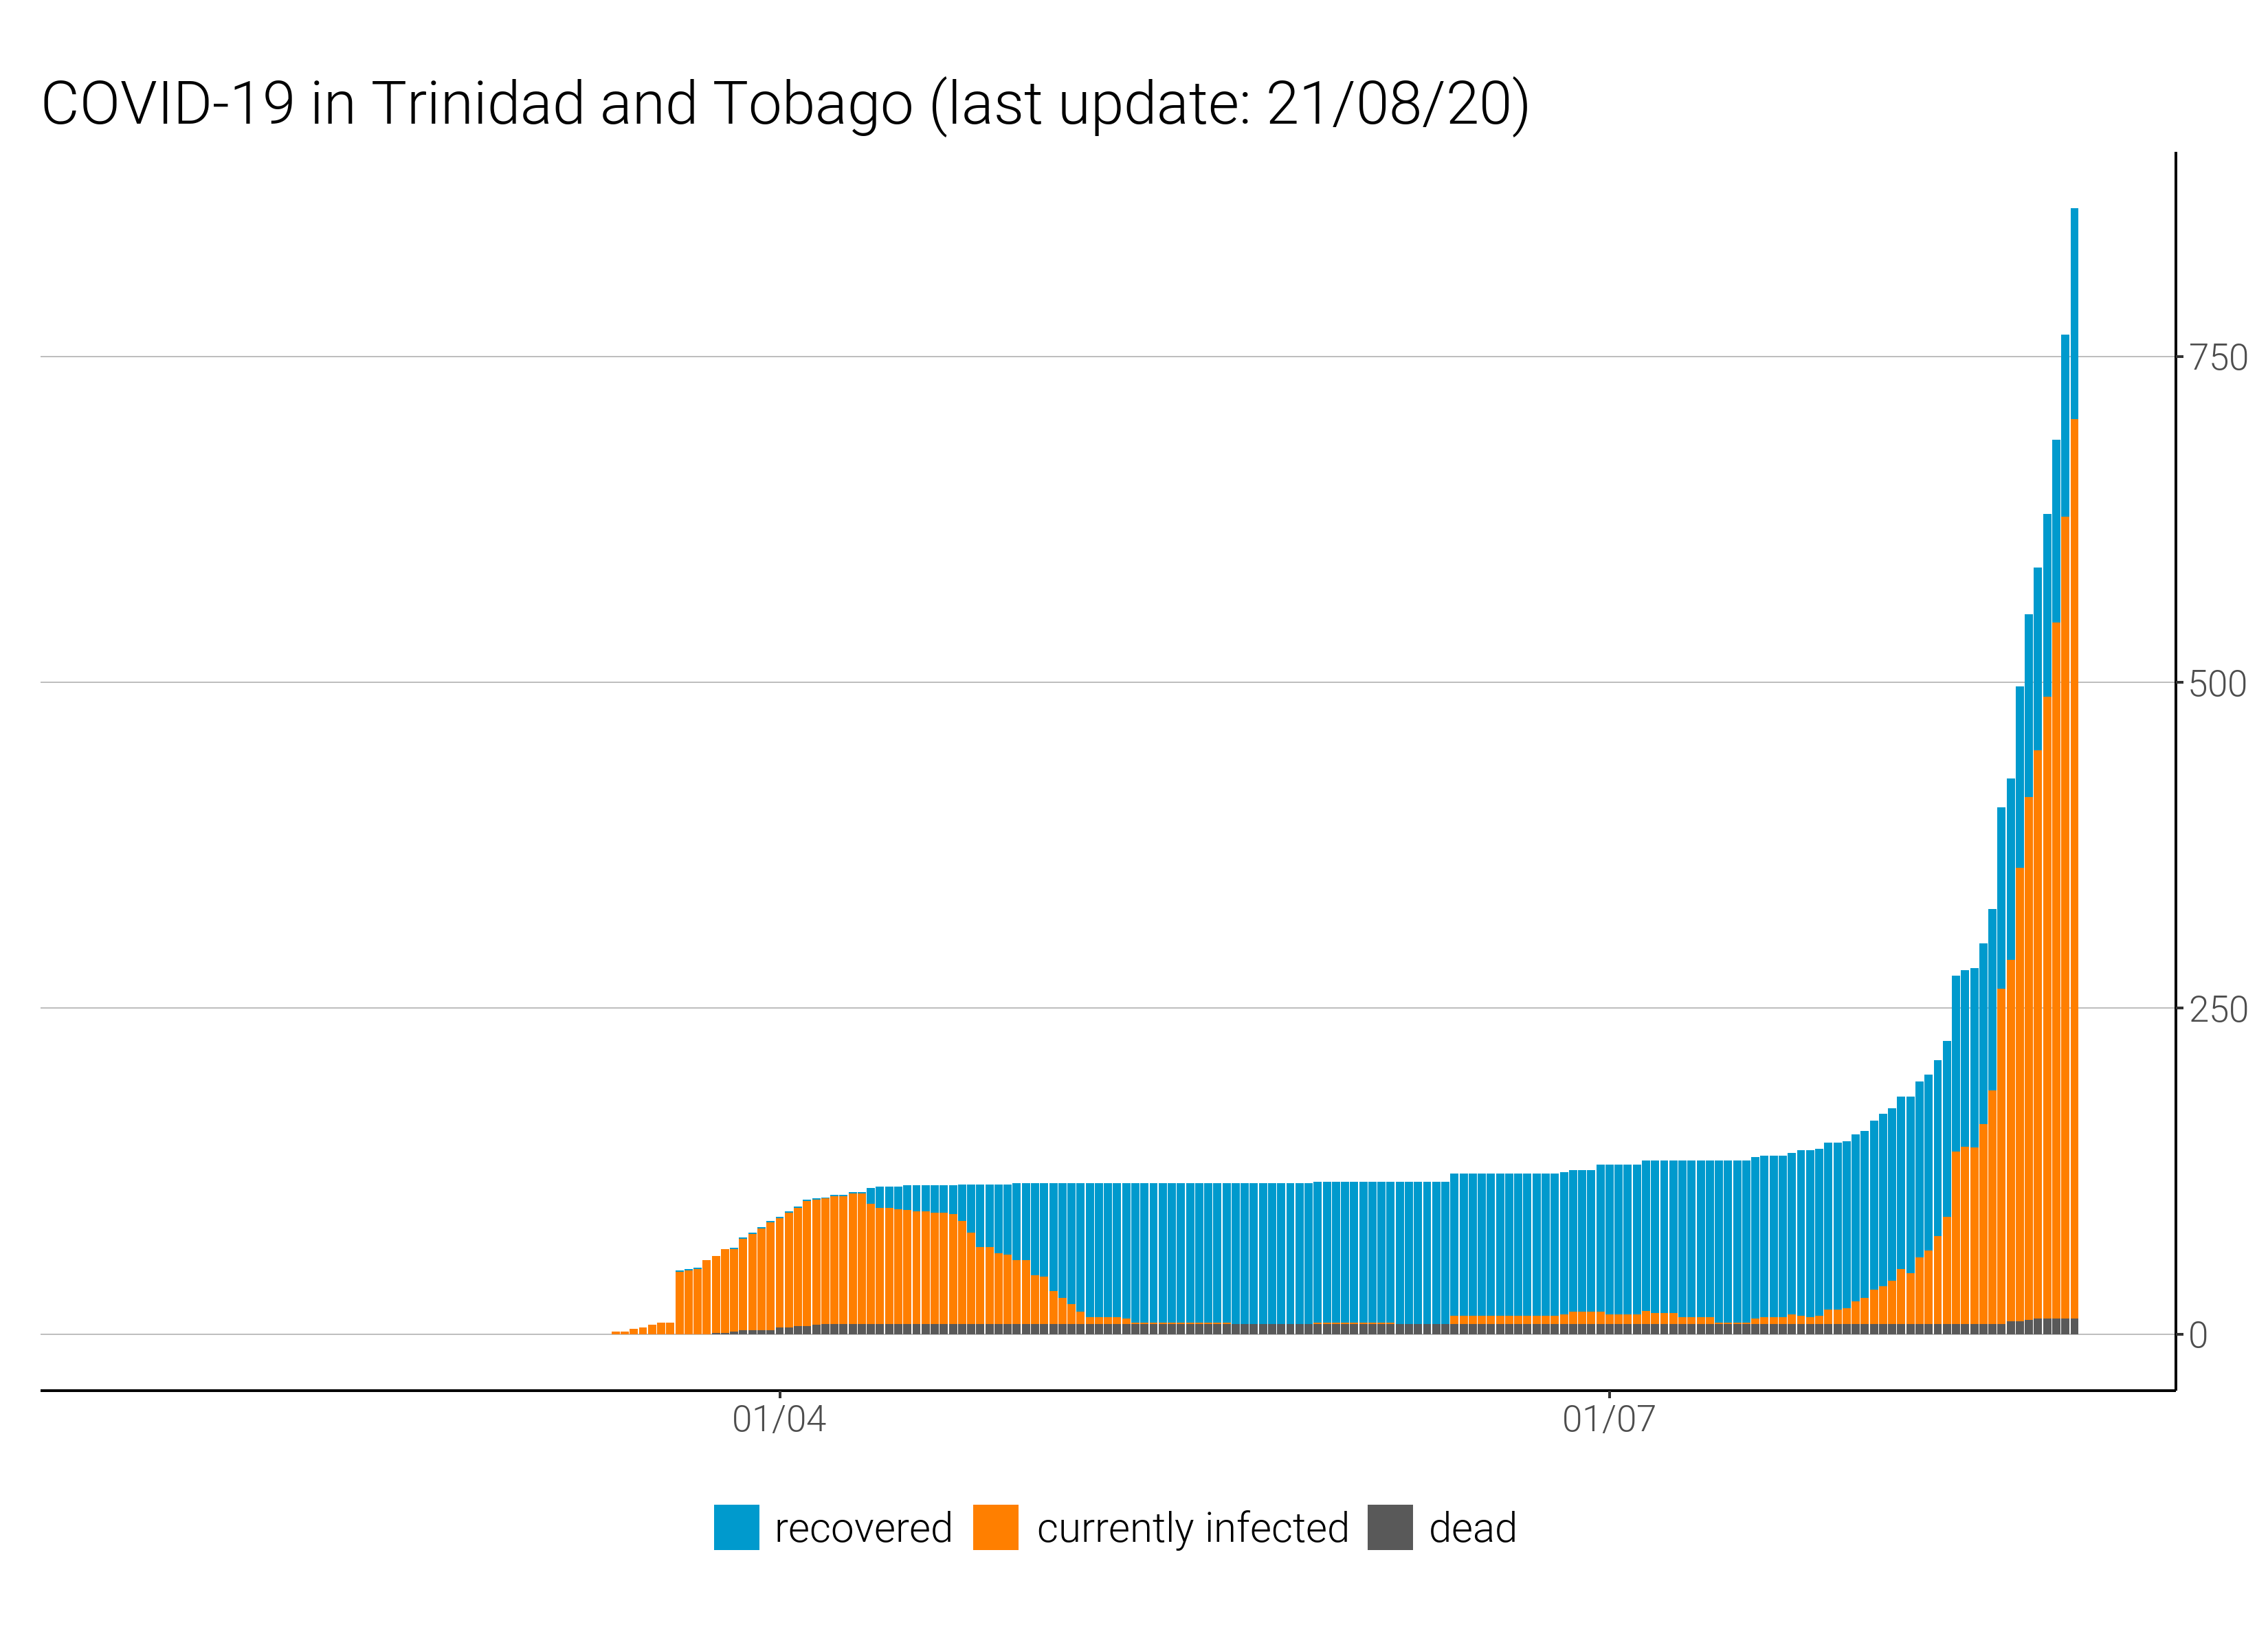 COVID-19 in Trinidad and Tobago (last update: 21/08/20)
750
500
250
0
01/04 01/07
recovered currently infected dead